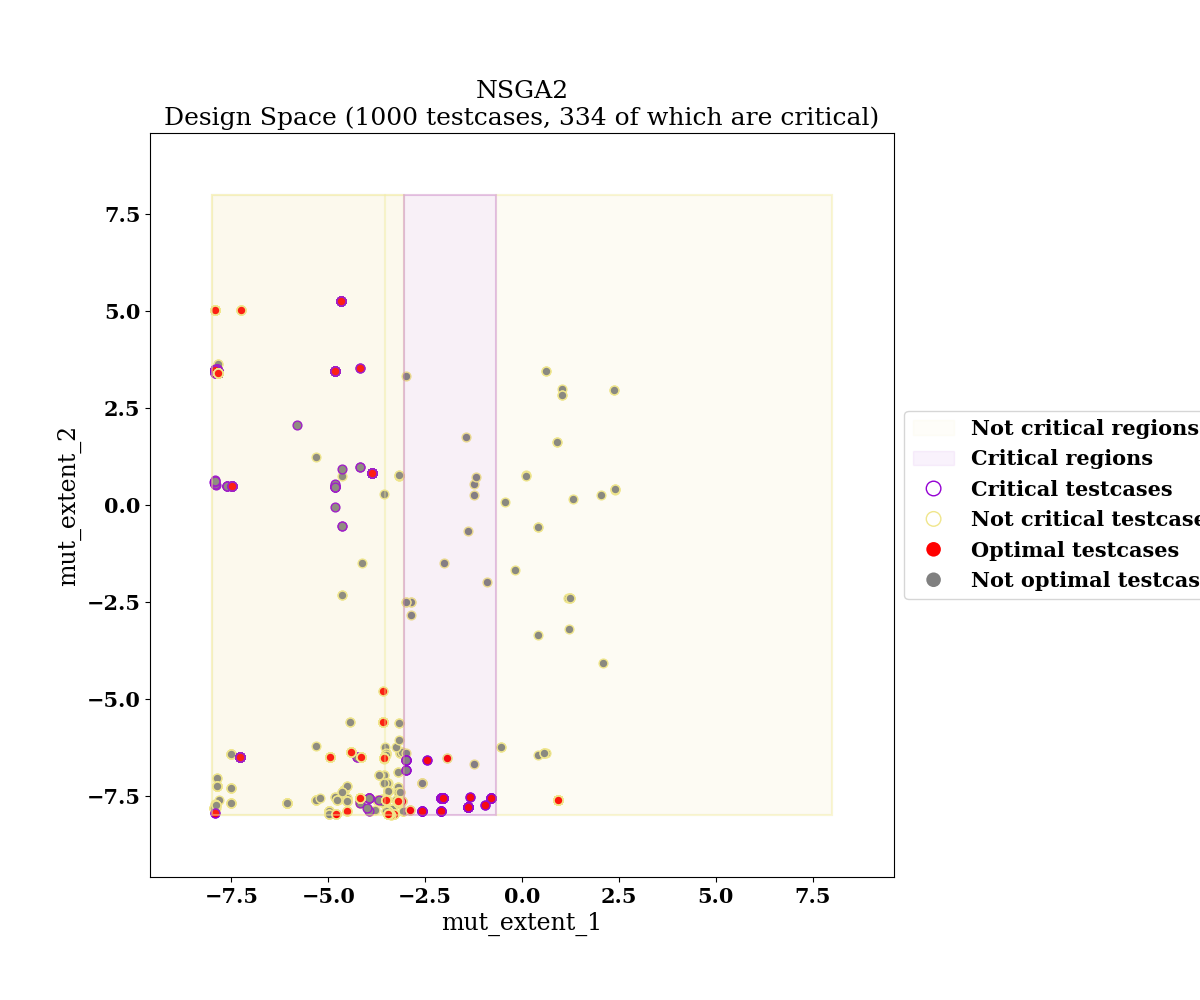 NSGA2
Design Space (1000 testcases, 334 of which are critical)
7.5
5.0
2.5
0.0
−2.5
−5.0
−7.5
mut_extent_2
−7.5 −5.0 −2.5 0.0 2.5 5.0 7.5
mut_extent_1
Not critical regions
Critical regions
Critical testcases
Not critical testcase
Optimal testcases
Not optimal testcas